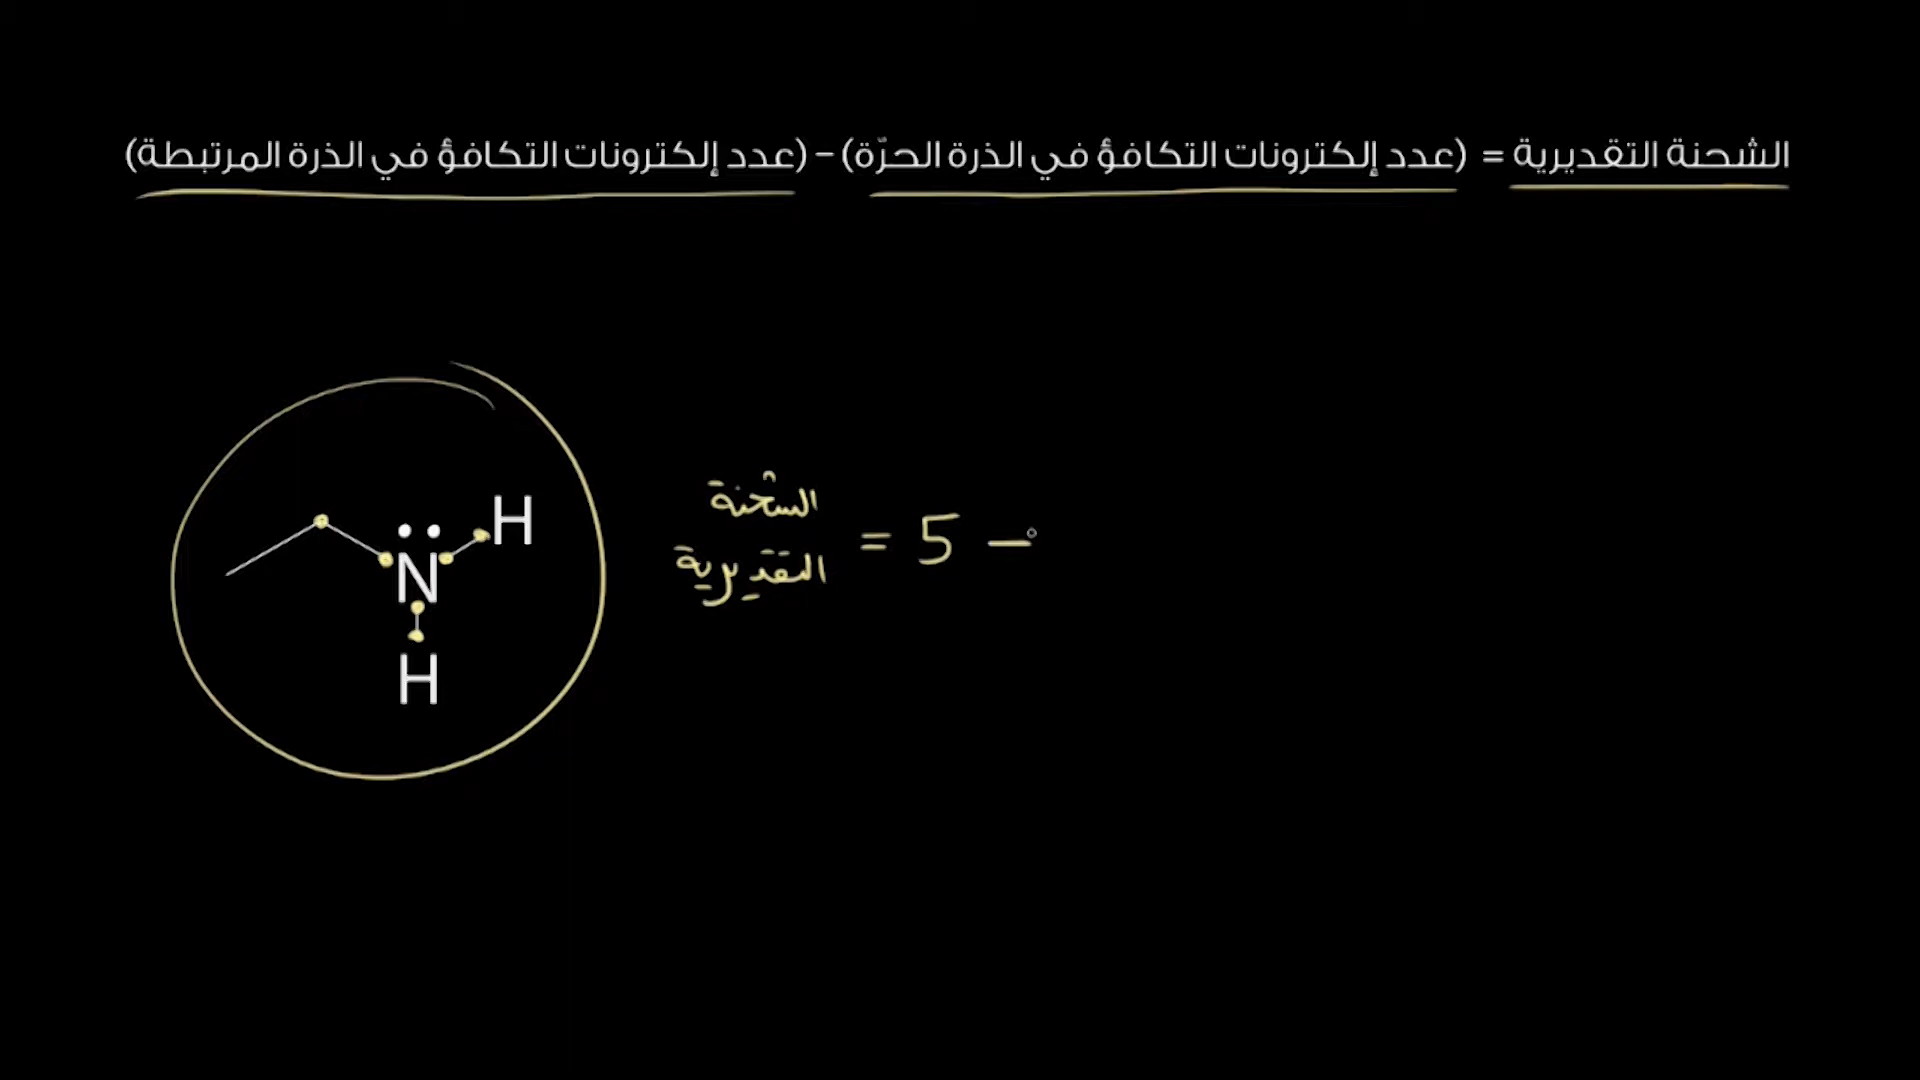 الشحنة التقديرية = (عدد إلكترونات التكافؤ في الذرة الحرّة) – (عدد إلكترونات التكافؤ في الذرة المرتبطة)
H
N
H
الشحنة
التقديرية
= 5 –